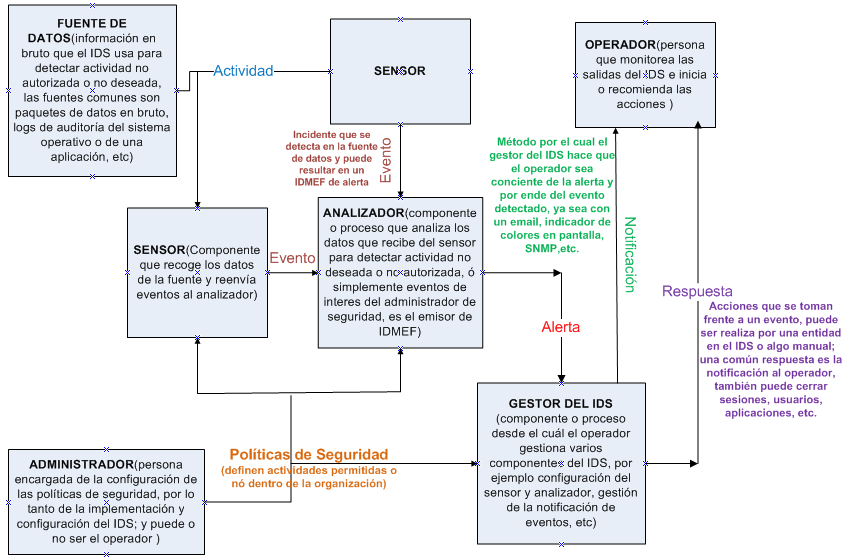 FUENTE DE
DATOS(información en
bruto que el IDS usa para
detectar actividad no
autorizada o no deseada,
las fuentes comunes son
paquetes de datos en bruto,
logs de auditoría del sistema
operativo o de una
aplicación, etc)
Actividad
SENSOR
OPERADOR(persona
que monitorea las
salidas del IDS e inicia
o recomienda las
acciones )
Incidente que se
detecta en la fuente
de datos y puede
resultar en un
IDMEF de alerta
Evento
Método por el cual el
gestor del IDS hace que
el operador sea
conciente de la alerta y
por ende del evento
detectado, ya sea con
un email, indicador de
colores en pantalla,
SNMP,etc.
Notificación
SENSOR(Componente
que recoge los datos
de la fuente y reenvía
eventos al analizador)
Evento
ANALIZADOR(componente
o proceso que analiza los
datos que recibe del sensor
para detectar actividad no
deseada o no autorizada, ó
simplemente eventos de
interes del administrador de
seguridad, es el emisor de
IDMEF)
Alerta
Respuesta
Acciones que se toman
frente a un evento, puede
ser realiza por una entidad
en el IDS o algo manual;
una común respuesta es la
notificación al operador,
también puede cerrar
sesiones, usuarios,
aplicaciones, etc.
GESTOR DEL IDS
(componente o proceso
desde el cuál el operador
gestiona varios
componentes del IDS, por
ejemplo configuración del
sensor y analizador, gestión
de la notificación de
eventos, etc)
Políticas de Seguridad
(definen actividades permitidas o
nó dentro de la organización)
ADMINISTRADOR(persona
encargada de la configuración de
las políticas de seguridad, por lo
tanto de la implementación y
configuración del IDS; y puede o
no ser el operador )